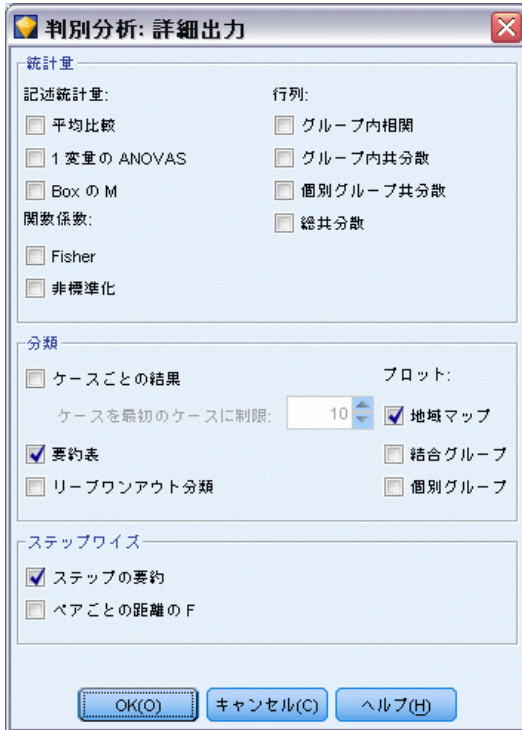 判別分析: 詳細出力
統計量
記述統計量:
平均比較
1 変量の ANOVAS
Box の M
関数係数:
Fisher
非標準化
行列:
グループ内相関
グループ内共分散
個別グループ共分散
総共分散
分類
ケースごとの結果
ケースを最初のケースに制限: 10
要約表
リーブワンアウト分類
プロット:
地域マップ
結合グループ
個別グループ
ステップワイズ
ステップの要約
ペアごとの距離の F
OK(O) キャンセル(C) ヘルプ(H)